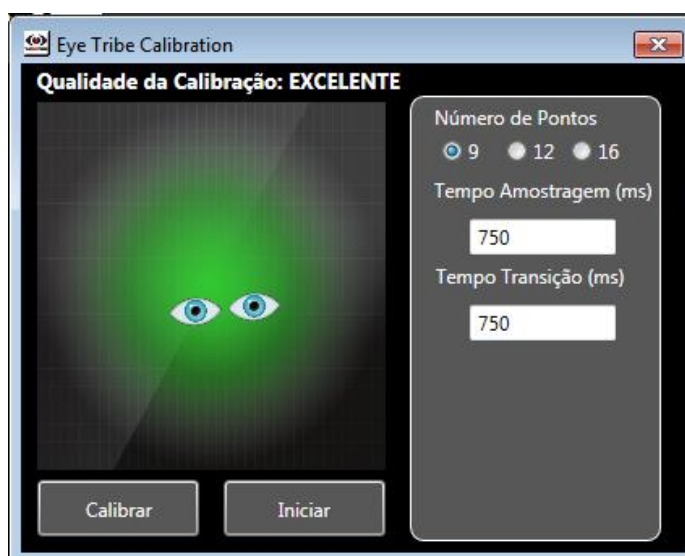 Eye Tribe Calibration
Qualidade da Calibração: EXCELENTE
Número de Pontos
9 12 16
Tempo Amostragem (ms)
750
Tempo Transição (ms)
750
Calibrar Iniciar